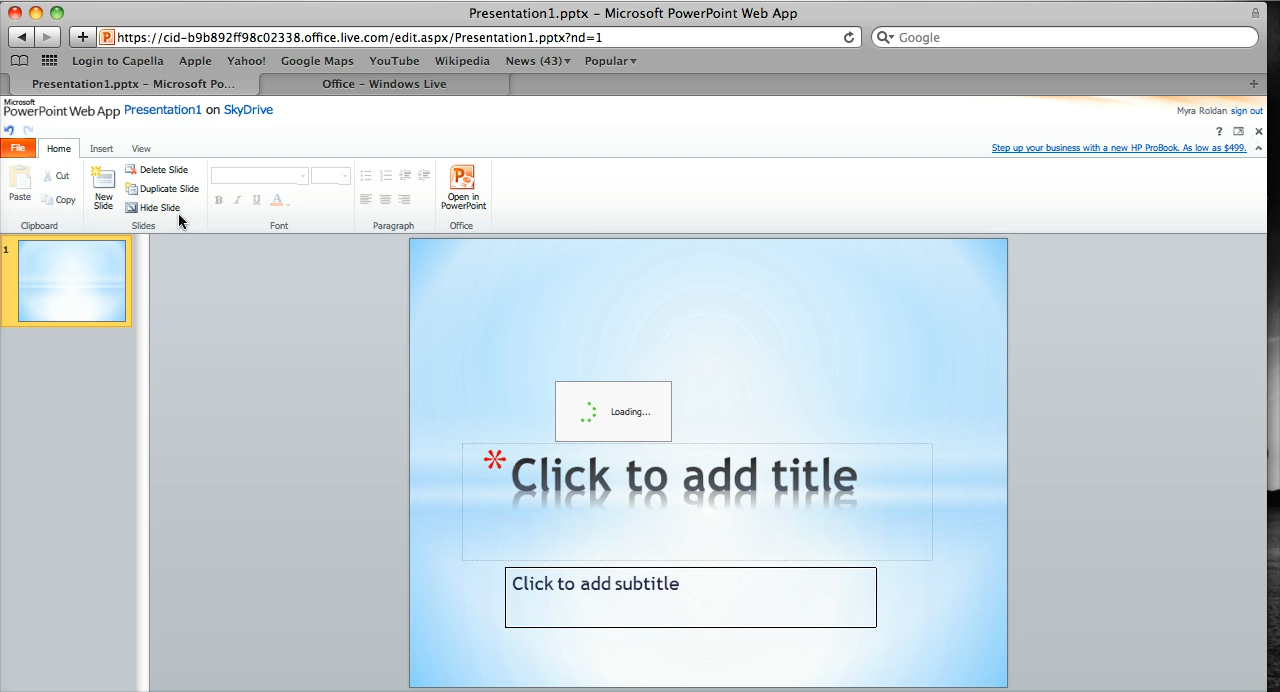 Presentation1.pptx – Microsoft PowerPoint Web App
https://cid-b9b892ff98c02338.office.live.com/edit.aspx/Presentation1.pptx?nd=1
Google
Login to Capella Apple Yahoo! Google Maps YouTube Wikipedia News (43) Popular
Presentation1.pptx – Microsoft Po... Office – Windows Live
Microsoft
PowerPoint Web App Presentation1 on SkyDrive
Myra Roldan sign out
File Home Insert View
Step up your business with a new HP ProBook. As low as $499.
Paste Cut Copy
New Slide
Delete Slide
Duplicate Slide
Hide Slide
B I U A
Open in PowerPoint
Clipboard Slides Font Paragraph Office
1
Loading...
* Click to add title
Click to add subtitle